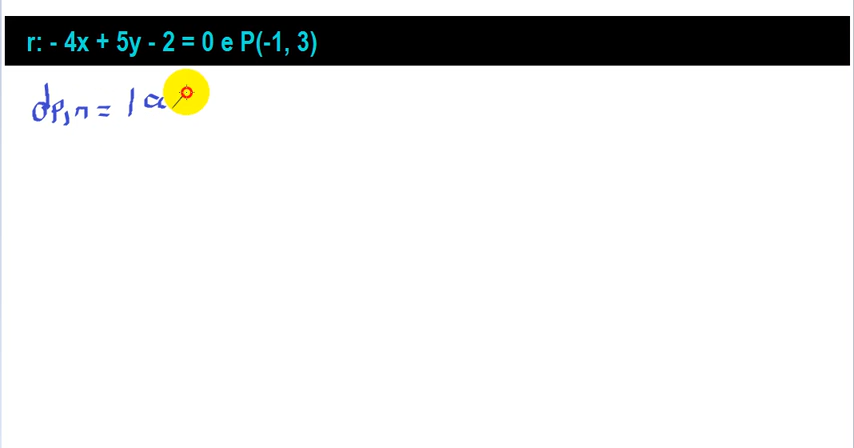 r: - 4x + 5y - 2 = 0 e P(-1, 3)
dP,r = |a